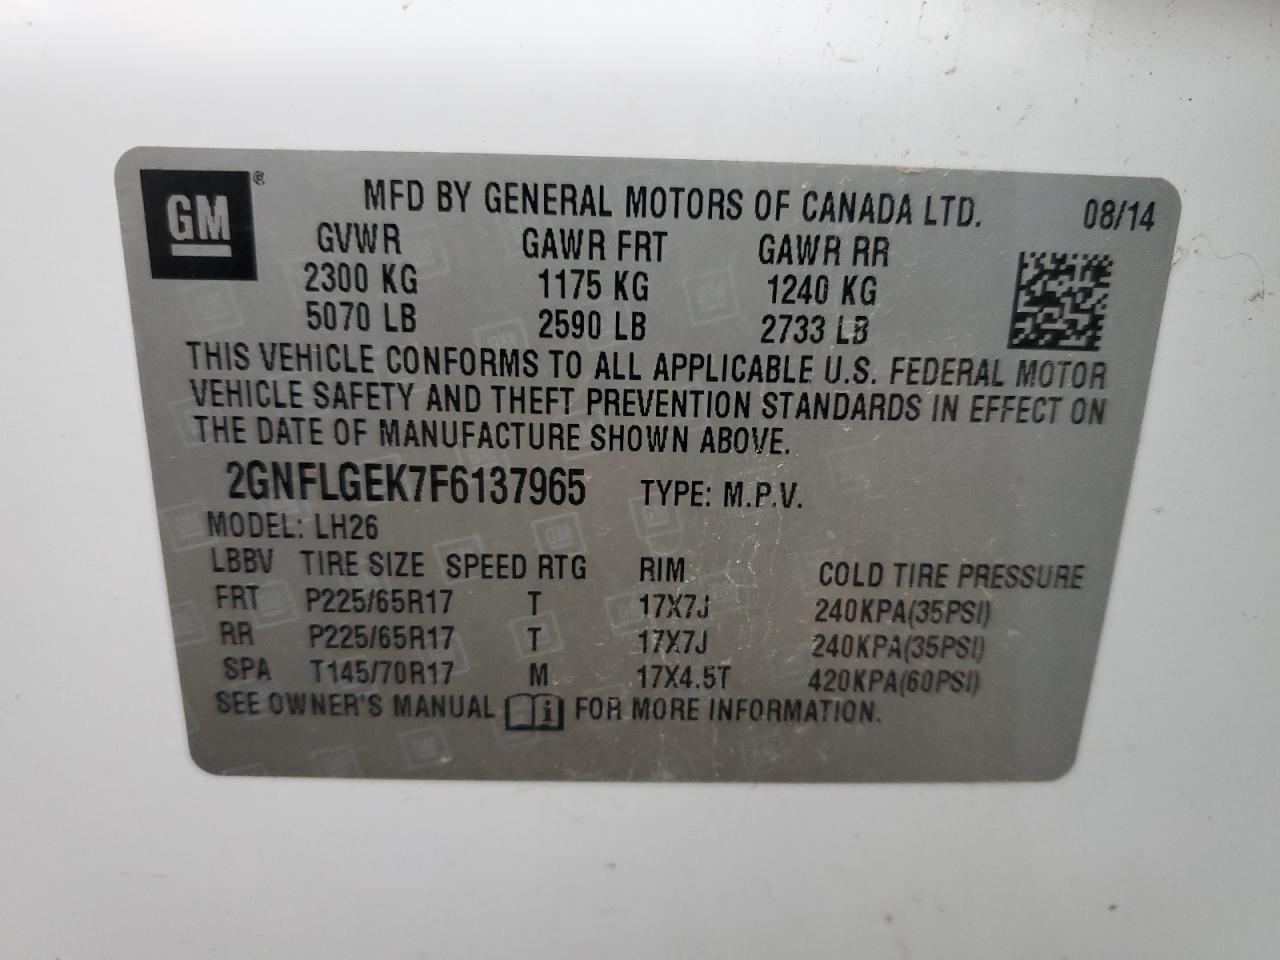 GM®
MFD BY GENERAL MOTORS OF CANADA LTD. 08/14
GVWR GAWR FRT GAWR RR
2300 KG 1175 KG 1240 KG
5070 LB 2590 LB 2733 LB
THIS VEHICLE CONFORMS TO ALL APPLICABLE U.S. FEDERAL MOTOR
VEHICLE SAFETY AND THEFT PREVENTION STANDARDS IN EFFECT ON
THE DATE OF MANUFACTURE SHOWN ABOVE.
2GNFLGEK7F6137965 TYPE: M.P.V.
MODEL: LH26
LBBV TIRE SIZE SPEED RTG RIM COLD TIRE PRESSURE
FRT P225/65R17 T 17X7J 240KPA(35PSI)
RR P225/65R17 T 17X7J 240KPA(35PSI)
SPA T145/70R17 M 17X4.5T 420KPA(60PSI)
SEE OWNER'S MANUAL i FOR MORE INFORMATION.